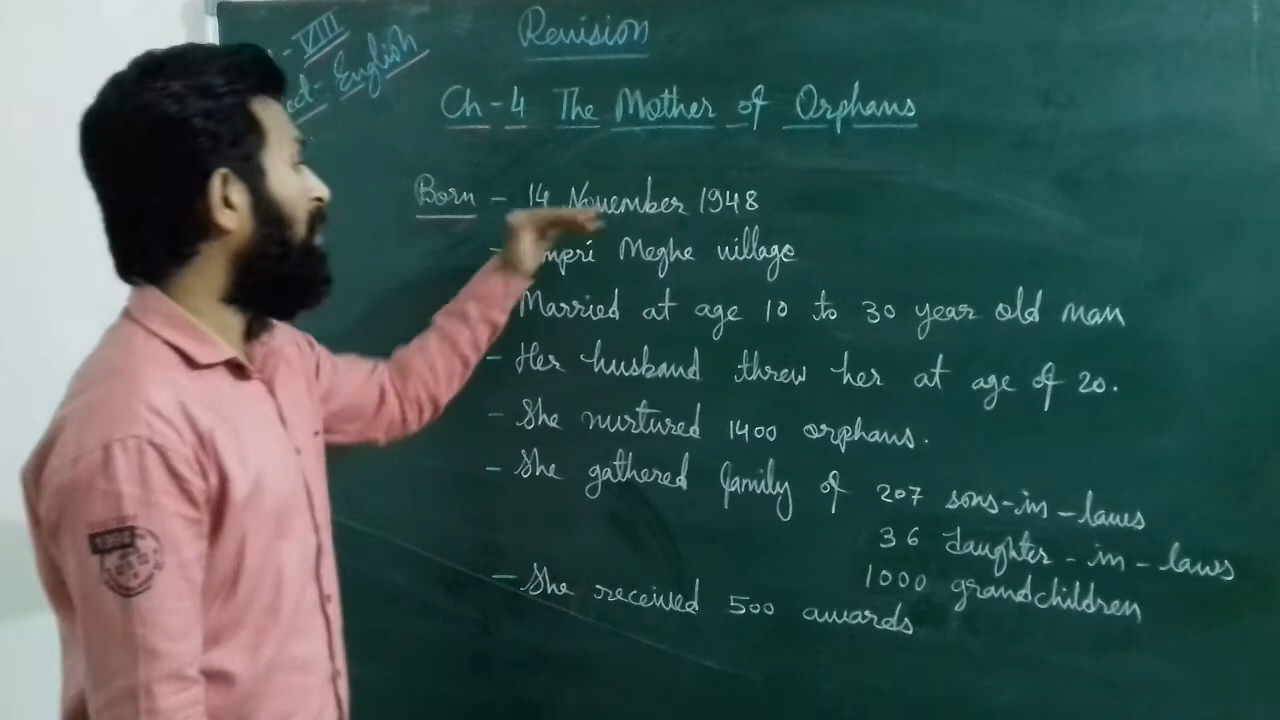 VIII
English
Revision
Ch-4 The Mother of Orphans
Born - 14 November 1948
- Meghe village
Married at age 10 to 30 year old man
- Her husband threw her at age of 20.
- She nurtured 1400 orphans.
- She gathered family of 207 sons-in-laws
36 daughter-in-laws
1000 grandchildren
- She received 500 awards